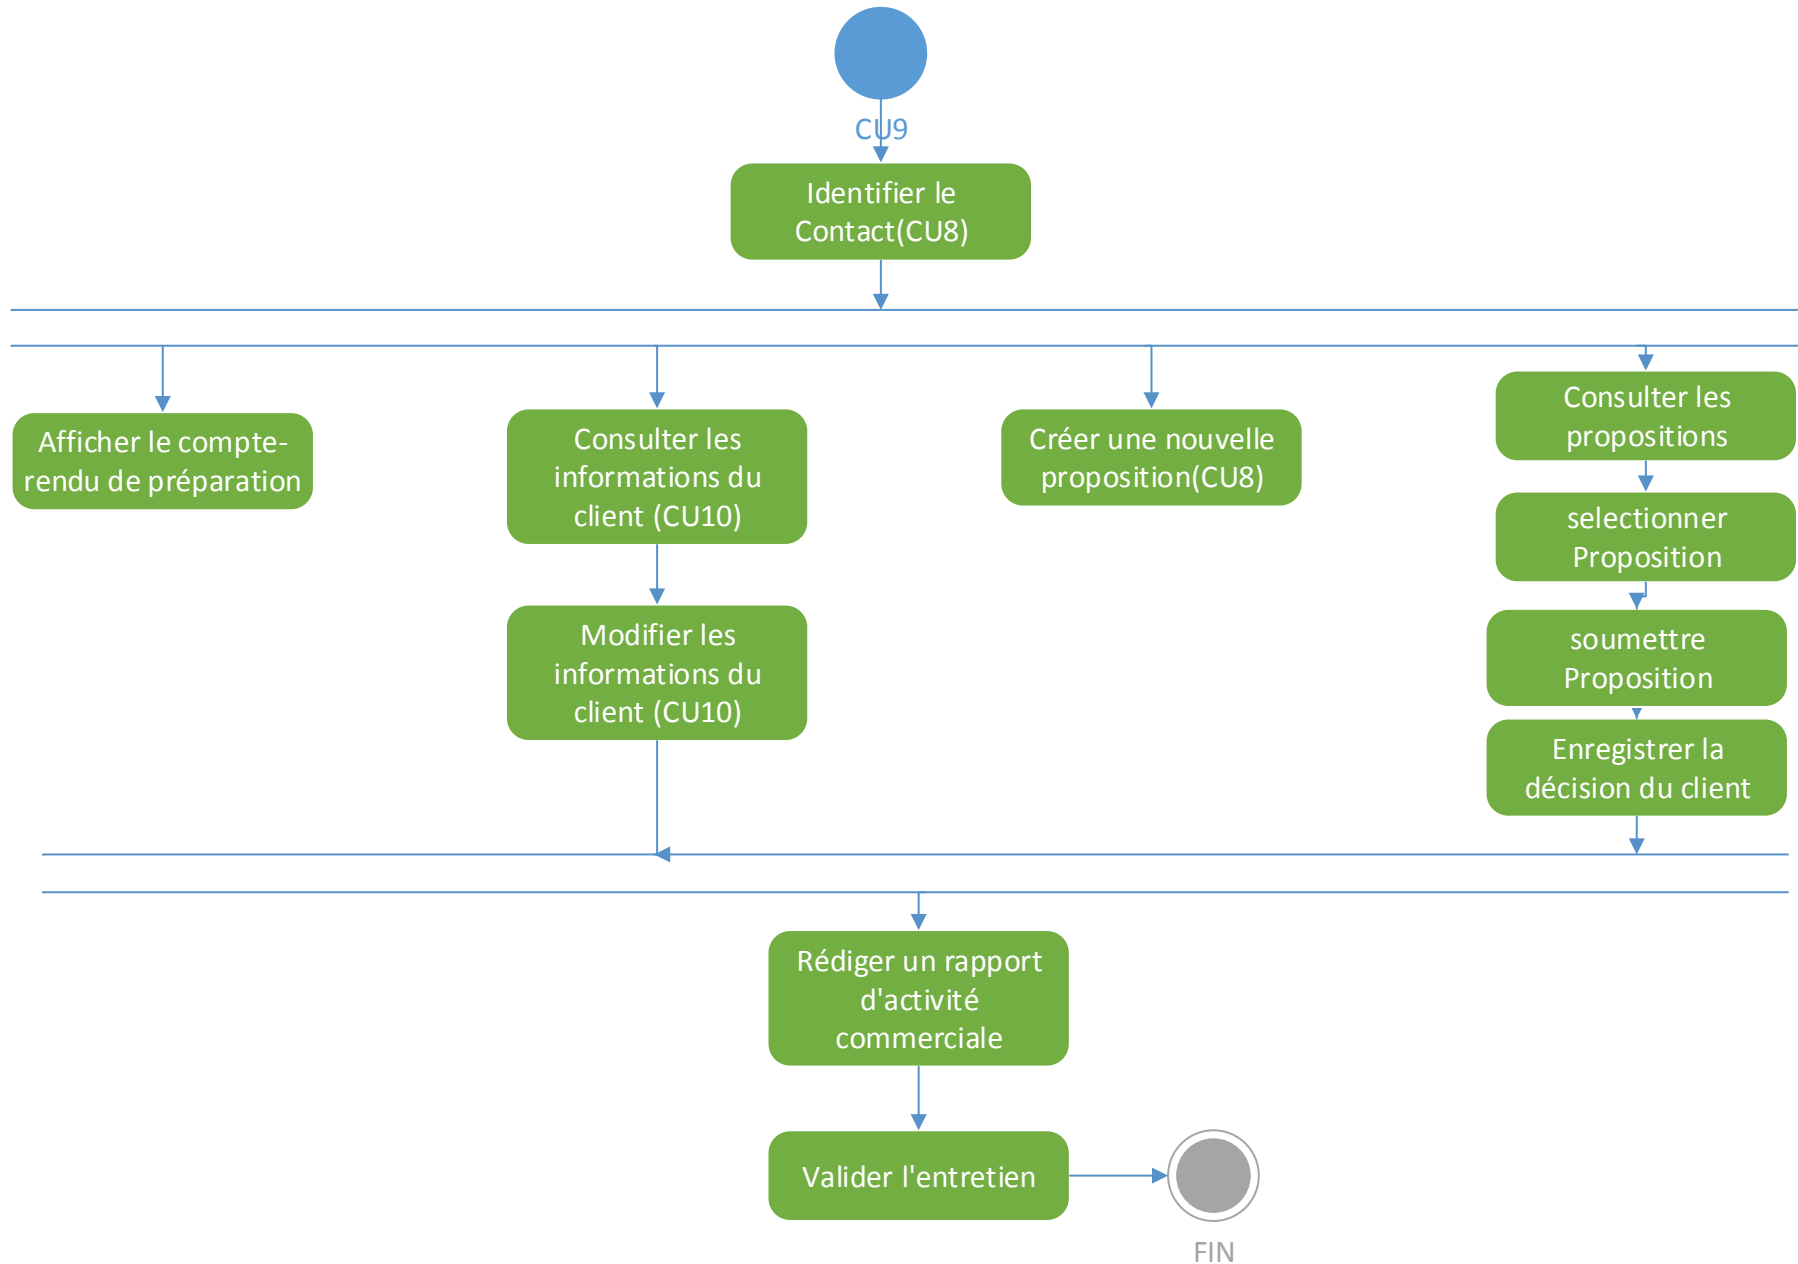 CU9
Identifier le
Contact(CU8)
Afficher le compte-
rendu de préparation
Consulter les
informations du
client (CU10)
Modifier les
informations du
client (CU10)
Créer une nouvelle
proposition(CU8)
Consulter les
propositions
selectionner
Proposition
soumettre
Proposition
Enregistrer la
décision du client
Rédiger un rapport
d'activité
commerciale
Valider l'entretien
FIN